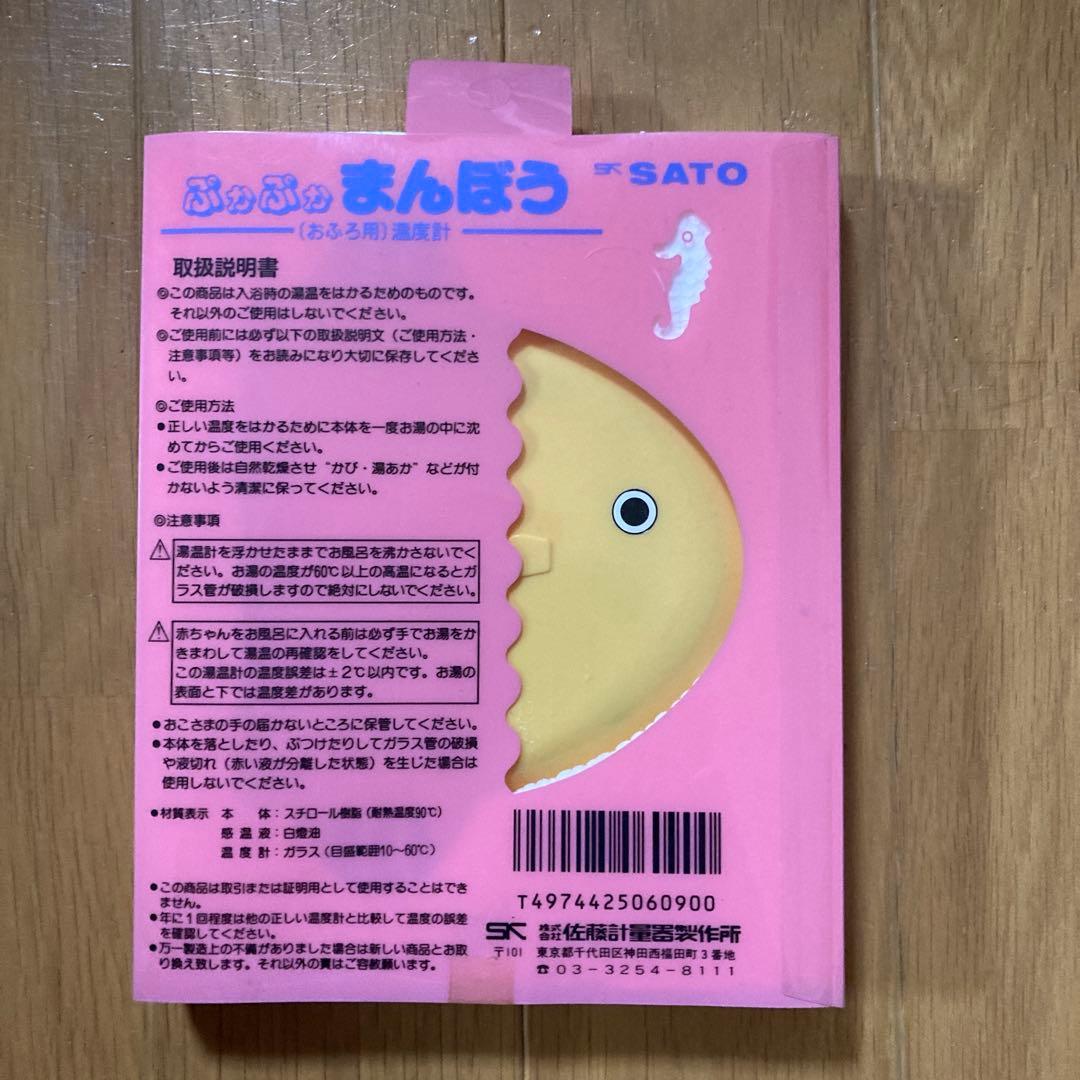 ぷかぷかまんぼう
SK SATO
(おふろ用)温度計
取扱説明書
◎この商品は入浴時の湯温をはかるためのものです。
それ以外のご使用はしないでください。
◎ご使用前には必ず以下の取扱説明文(ご使用方法・
注意事項等)をお読みになり大切に保存してくださ
い。
◎ご使用方法
●正しい温度をはかるために本体を一度お湯の中に沈
めてからご使用ください。
●ご使用後は自然乾燥させ“かび・湯あか”などが付
かないよう清潔に保ってください。
◎注意事項
湯温計を浮かせたままでお風呂を沸かさないでく
ださい。お湯の温度が60℃以上の高温になるとガ
ラス管が破損しますので絶対にしないでください。
赤ちゃんをお風呂に入れる前は必ず手でお湯をか
きまわして湯温の再確認をしてください。
この湯温計の温度誤差は±2℃以内です。お湯の
表面と下では温度差があります。
●おこさまの手の届かないところに保管してください。
●本体を落としたり、ぶつけたりしてガラス管の破損
や液切れ(赤い液が分離した状態)を生じた場合は
使用しないでください。
●材質表示 本 体:スチロール樹脂(耐熱温度90℃)
感温液:白燈油
温度計:ガラス(目盛範囲10〜60℃)
●この商品は取引または証明用として使用することはでき
ません。
●年に1回程度は他の正しい温度計と比較して温度の誤差
を確認してください。
●万一製造上の不備がありました場合は新しい商品とお取
り換え致します。それ以外の責はご容赦願います。
T4974425060900
SK 株式会社佐藤計量器製作所
〒101 東京都千代田区神田西福田町3番地
☎03-3254-8111